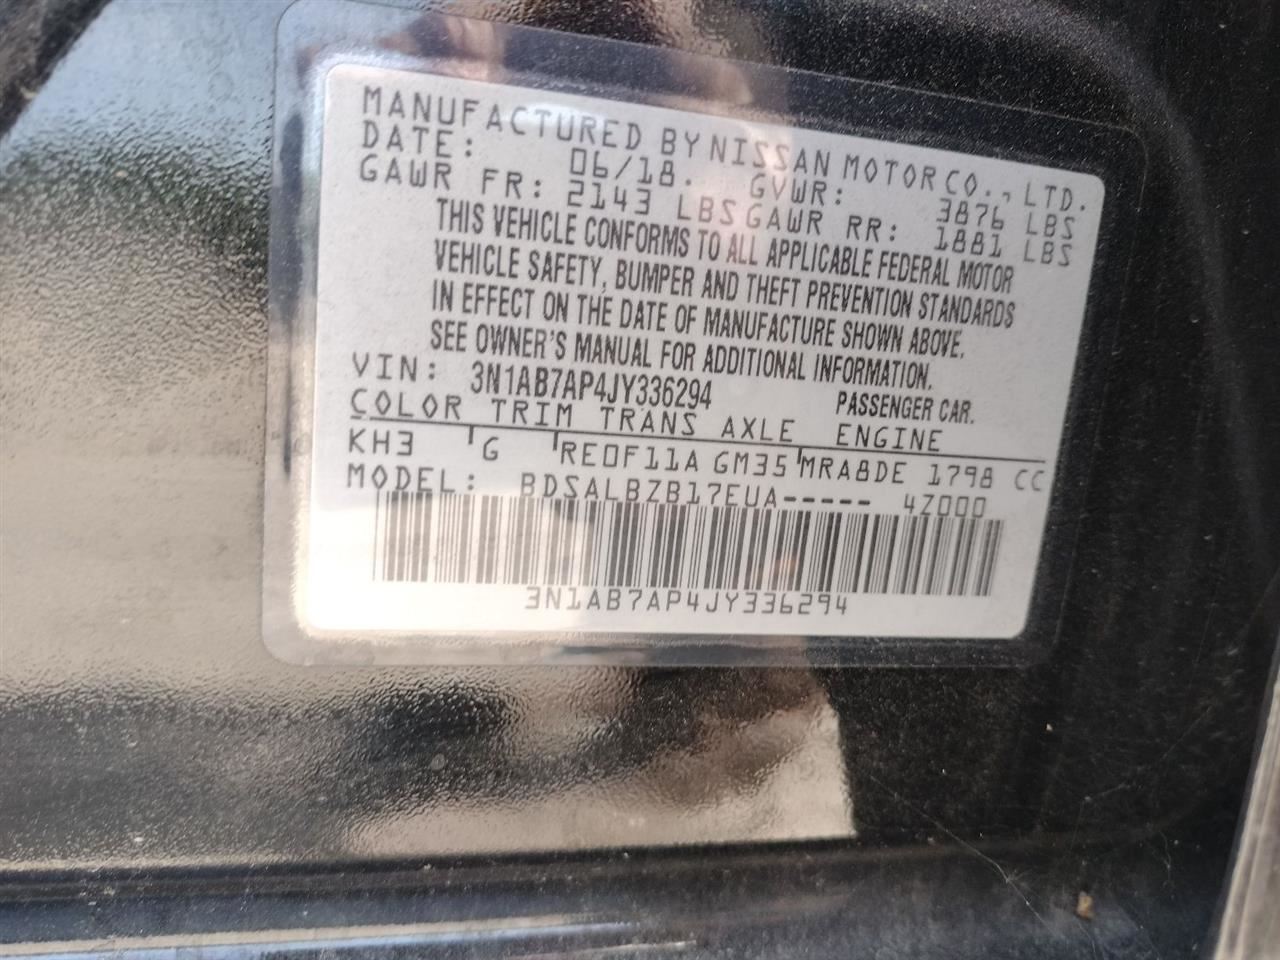 MANUFACTURED BY NISSAN MOTOR CO., LTD.
DATE: 06/18. GVWR: 3876 LBS
GAWR FR: 2143 LBS GAWR RR: 1881 LBS
THIS VEHICLE CONFORMS TO ALL APPLICABLE FEDERAL MOTOR
VEHICLE SAFETY, BUMPER AND THEFT PREVENTION STANDARDS
IN EFFECT ON THE DATE OF MANUFACTURE SHOWN ABOVE.
SEE OWNER'S MANUAL FOR ADDITIONAL INFORMATION.
VIN: 3N1AB7AP4JY336294 PASSENGER CAR.
COLOR TRIM TRANS AXLE ENGINE
KH3 G RE0F11A GM35 MRA8DE 1798 CC
MODEL: BDSALBZB17EUA----- 4Z000
3N1AB7AP4JY336294